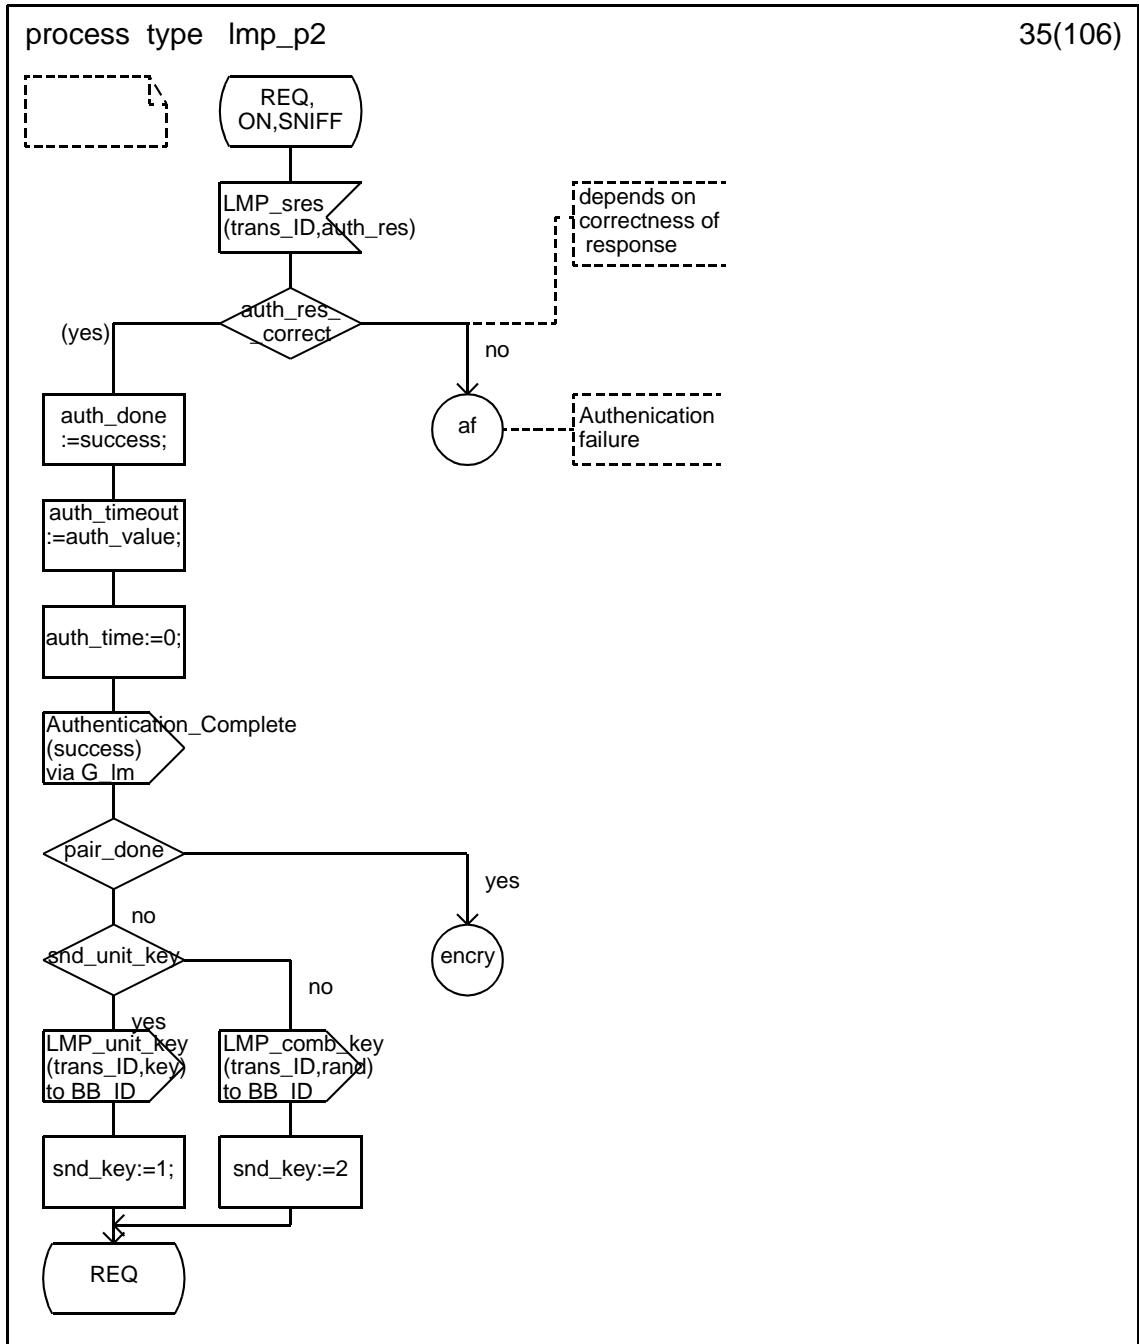 process type lmp_p2
35(106)
REQ,
ON,SNIFF
LMP_sres
(trans_ID,auth_res)
depends on
correctness of
response
auth_res_
_correct
(yes)
no
auth_done
:=success;
af
Authenication
failure
auth_timeout
:=auth_value;
auth_time:=0;
Authentication_Complete
(success)
via G_lm
pair_done
yes
no
encry
snd_unit_key
no
yes
LMP_unit_key
(trans_ID,key)
to BB_ID
LMP_comb_key
(trans_ID,rand)
to BB_ID
snd_key:=1;
snd_key:=2
REQ